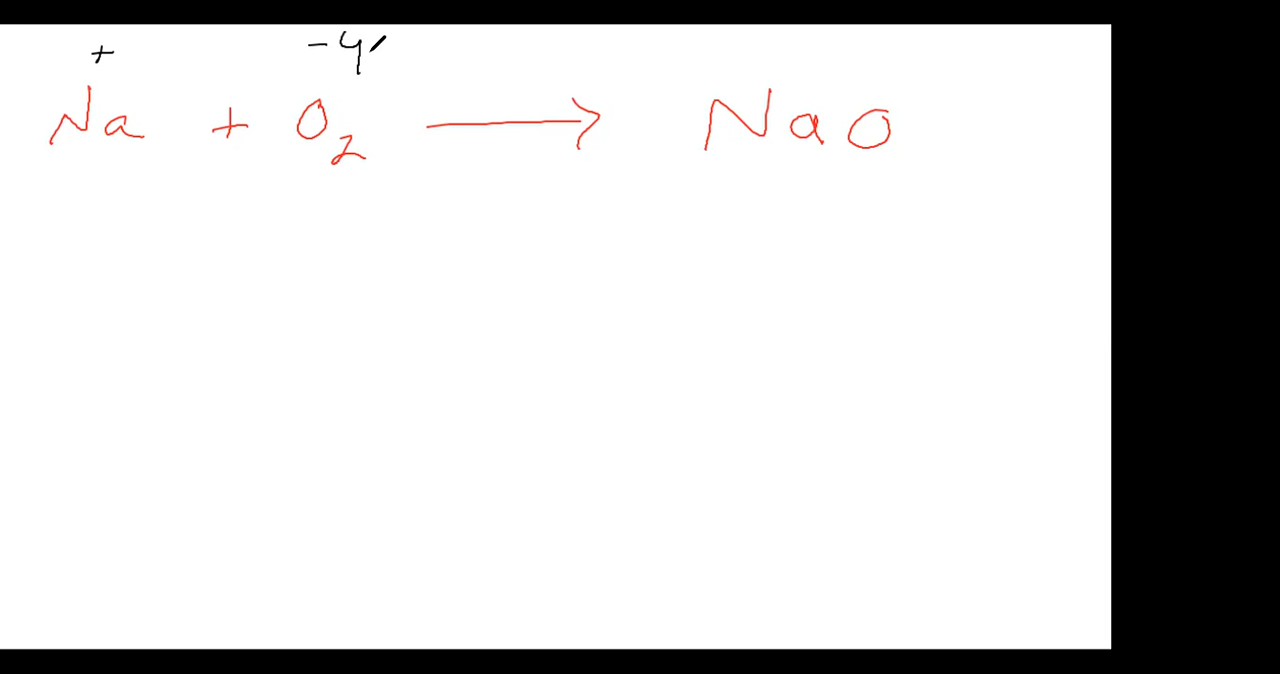 + -4
Na + O2 → NaO